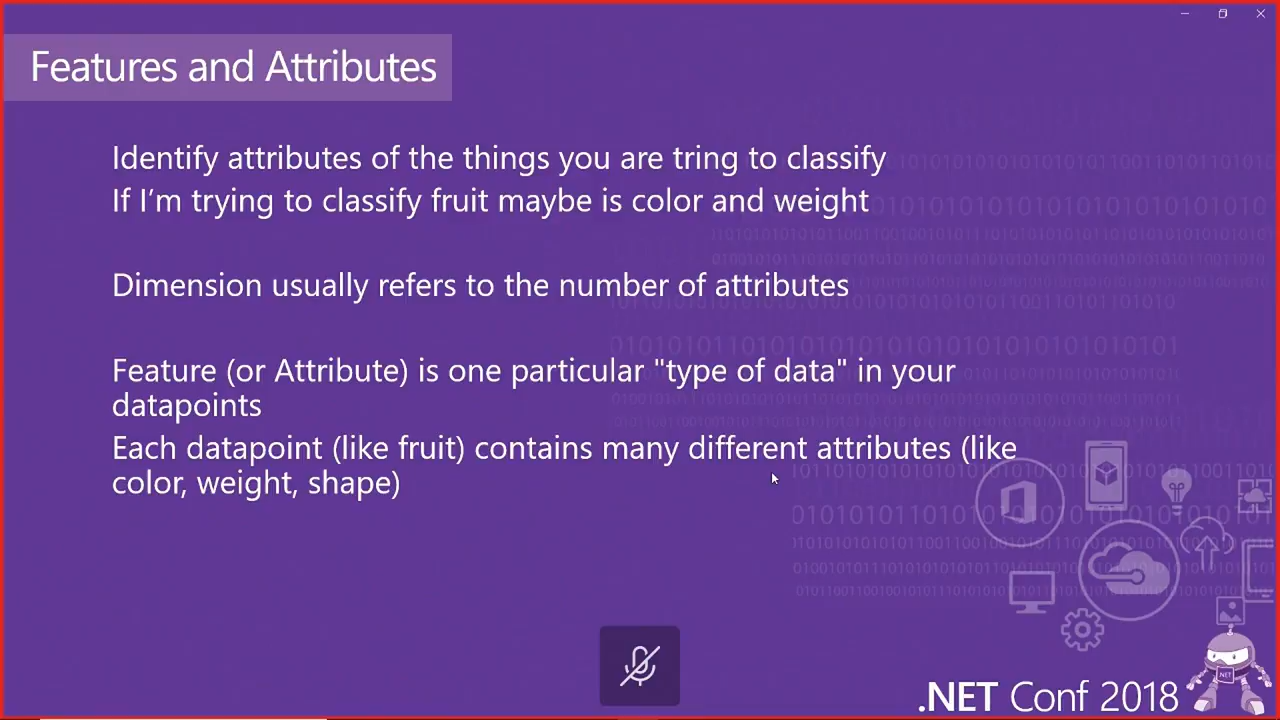 Features and Attributes
Identify attributes of the things you are tring to classify
If I’m trying to classify fruit maybe is color and weight
Dimension usually refers to the number of attributes
Feature (or Attribute) is one particular "type of data" in your
datapoints
Each datapoint (like fruit) contains many different attributes (like
color, weight, shape)
.NET Conf 2018
.NET